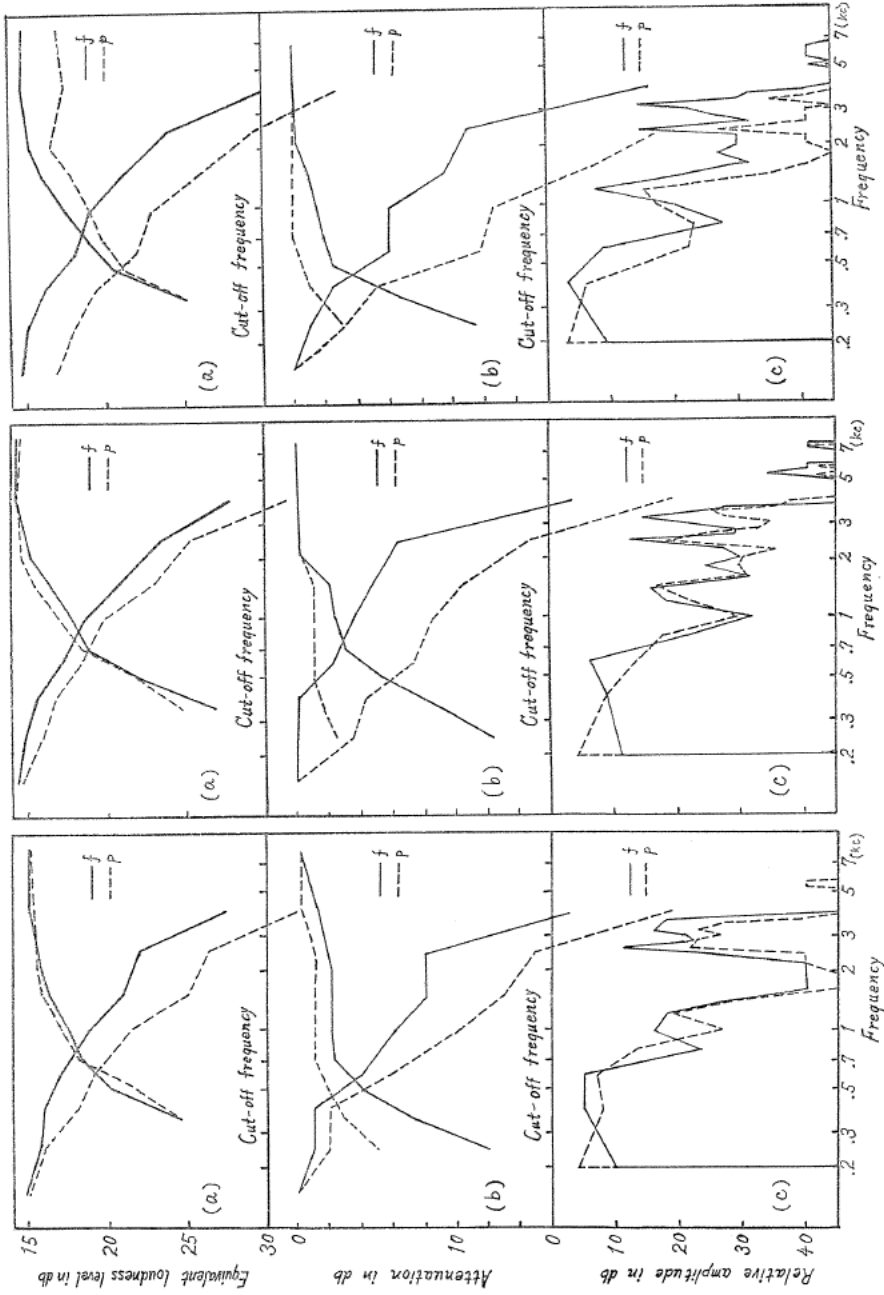 Equivalent loudness level in db
15
20
25
30
f
p
(a)
Cut-off frequency
f
p
(a)
Cut-off frequency
f
p
(a)
Cut-off frequency
Attenuation in db
0
10
f
p
(b)
Cut-off frequency
f
p
(b)
Cut-off frequency
f
p
(b)
Cut-off frequency
Relative amplitude in db
0
10
20
30
40
f
p
(c)
f
p
(c)
f
p
(c)
.2 .3 .5 .7 1 2 3 5 7 (kc)
Frequency
.2 .3 .5 .7 1 2 3 5 7 (kc)
Frequency
.2 .3 .5 .7 1 2 3 5 7 (kc)
Frequency